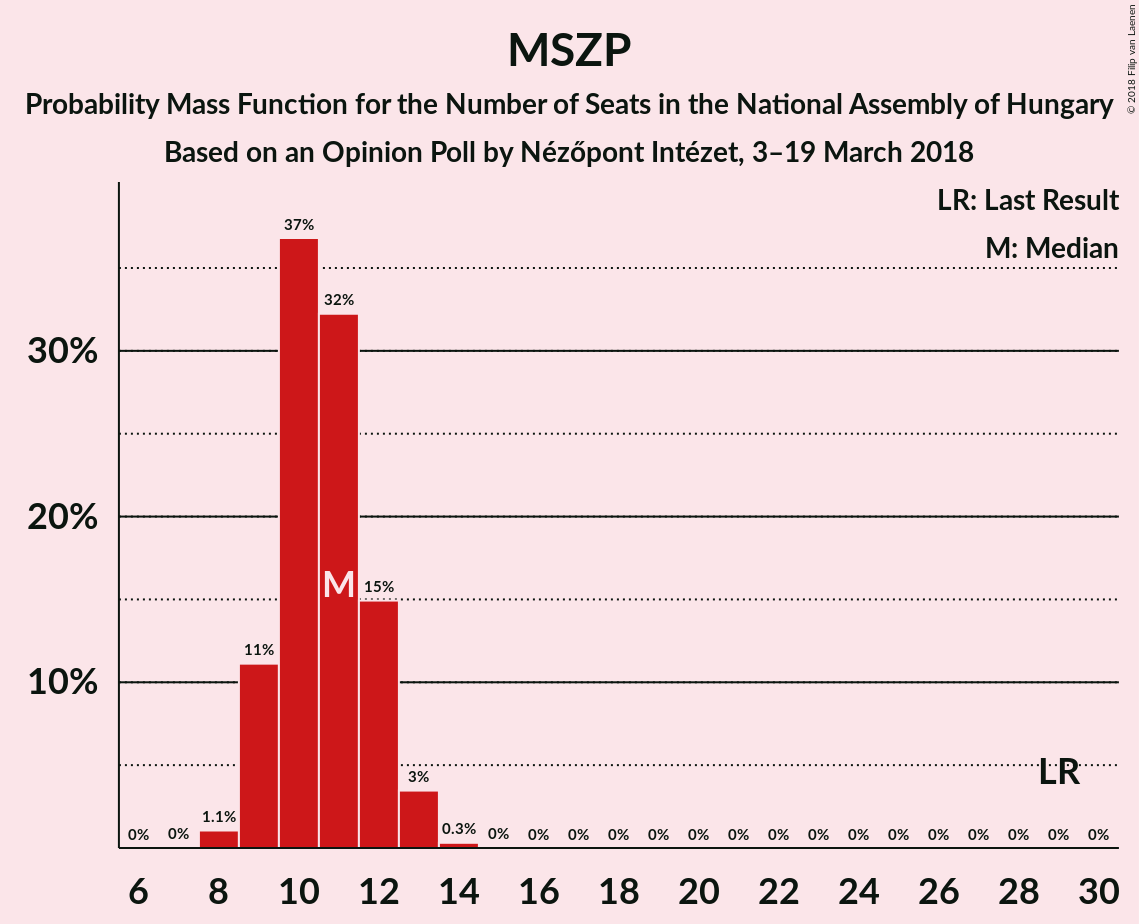 MSZP
Probability Mass Function for the Number of Seats in the National Assembly of Hungary
Based on an Opinion Poll by Nézőpont Intézet, 3–19 March 2018
© 2018 Filip van Laenen
LR: Last Result
M: Median
30%
20%
10%
0% 0% 1.1% 11% 37% 32% 15% 3% 0.3% 0% 0% 0% 0% 0% 0% 0% 0% 0% 0% 0% 0% 0% 0% 0% 0%
M
LR
6 8 10 12 14 16 18 20 22 24 26 28 30